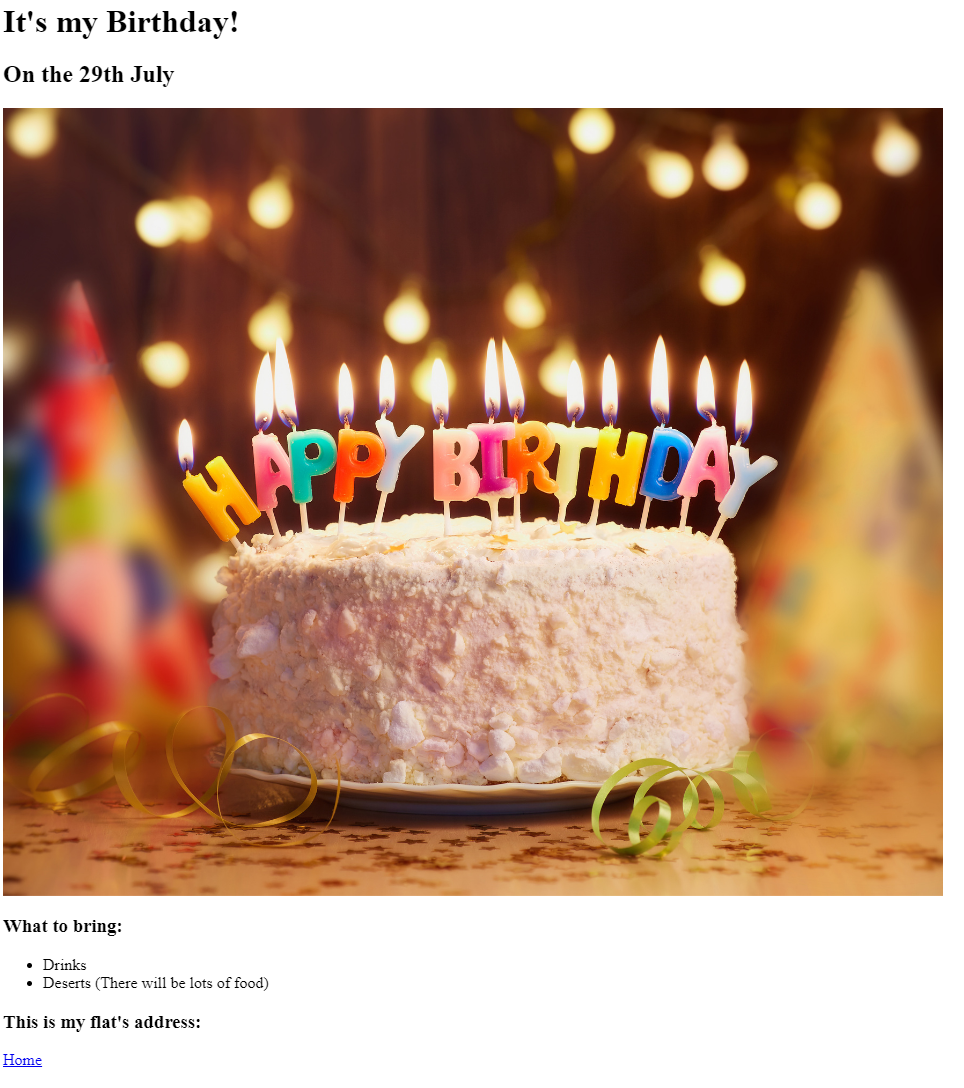 It's my Birthday!
On the 29th July
HAPPY BIRTHDAY
What to bring:
Drinks
Deserts (There will be lots of food)
This is my flat's address:
Home